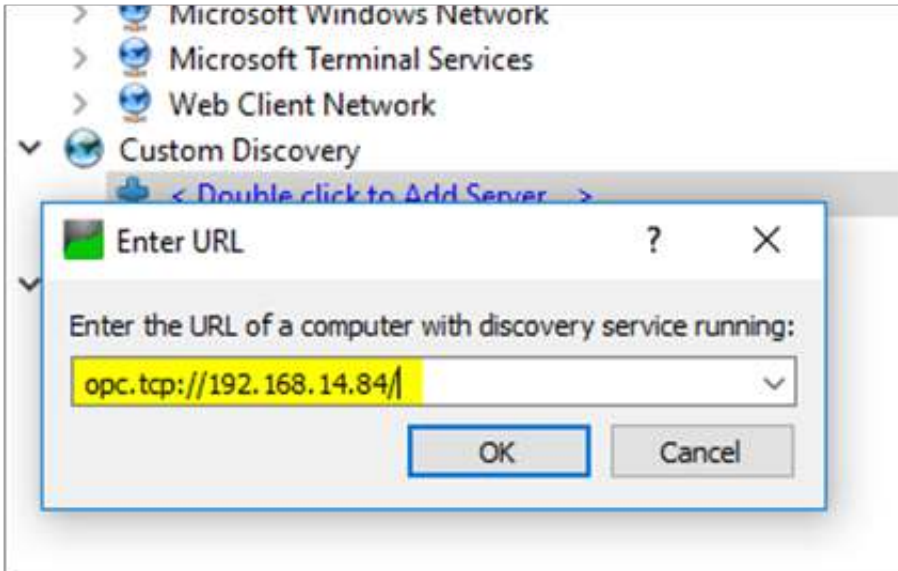 Microsoft Windows Network
Microsoft Terminal Services
Web Client Network
Custom Discovery
< Double click to Add Server... >
Enter URL
?
Enter the URL of a computer with discovery service running:
opc.tcp://192.168.14.84/
OK
Cancel